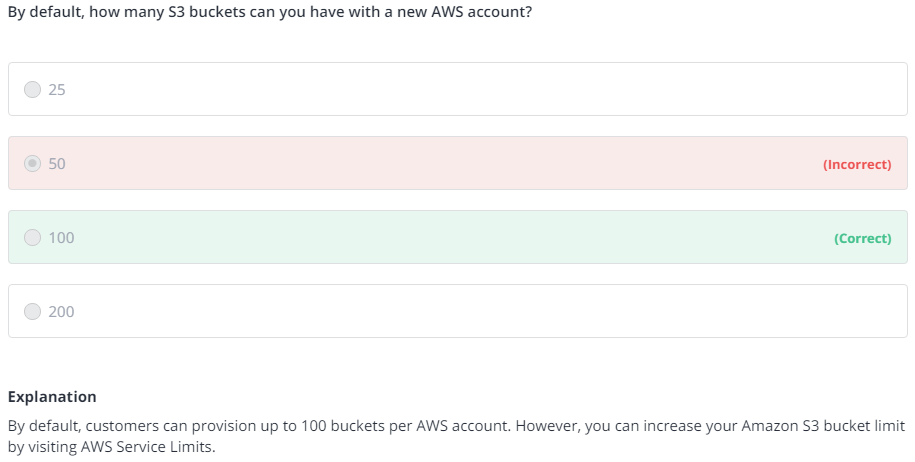 By default, how many S3 buckets can you have with a new AWS account?
25
50 (Incorrect)
100 (Correct)
200
Explanation
By default, customers can provision up to 100 buckets per AWS account. However, you can increase your Amazon S3 bucket limit
by visiting AWS Service Limits.